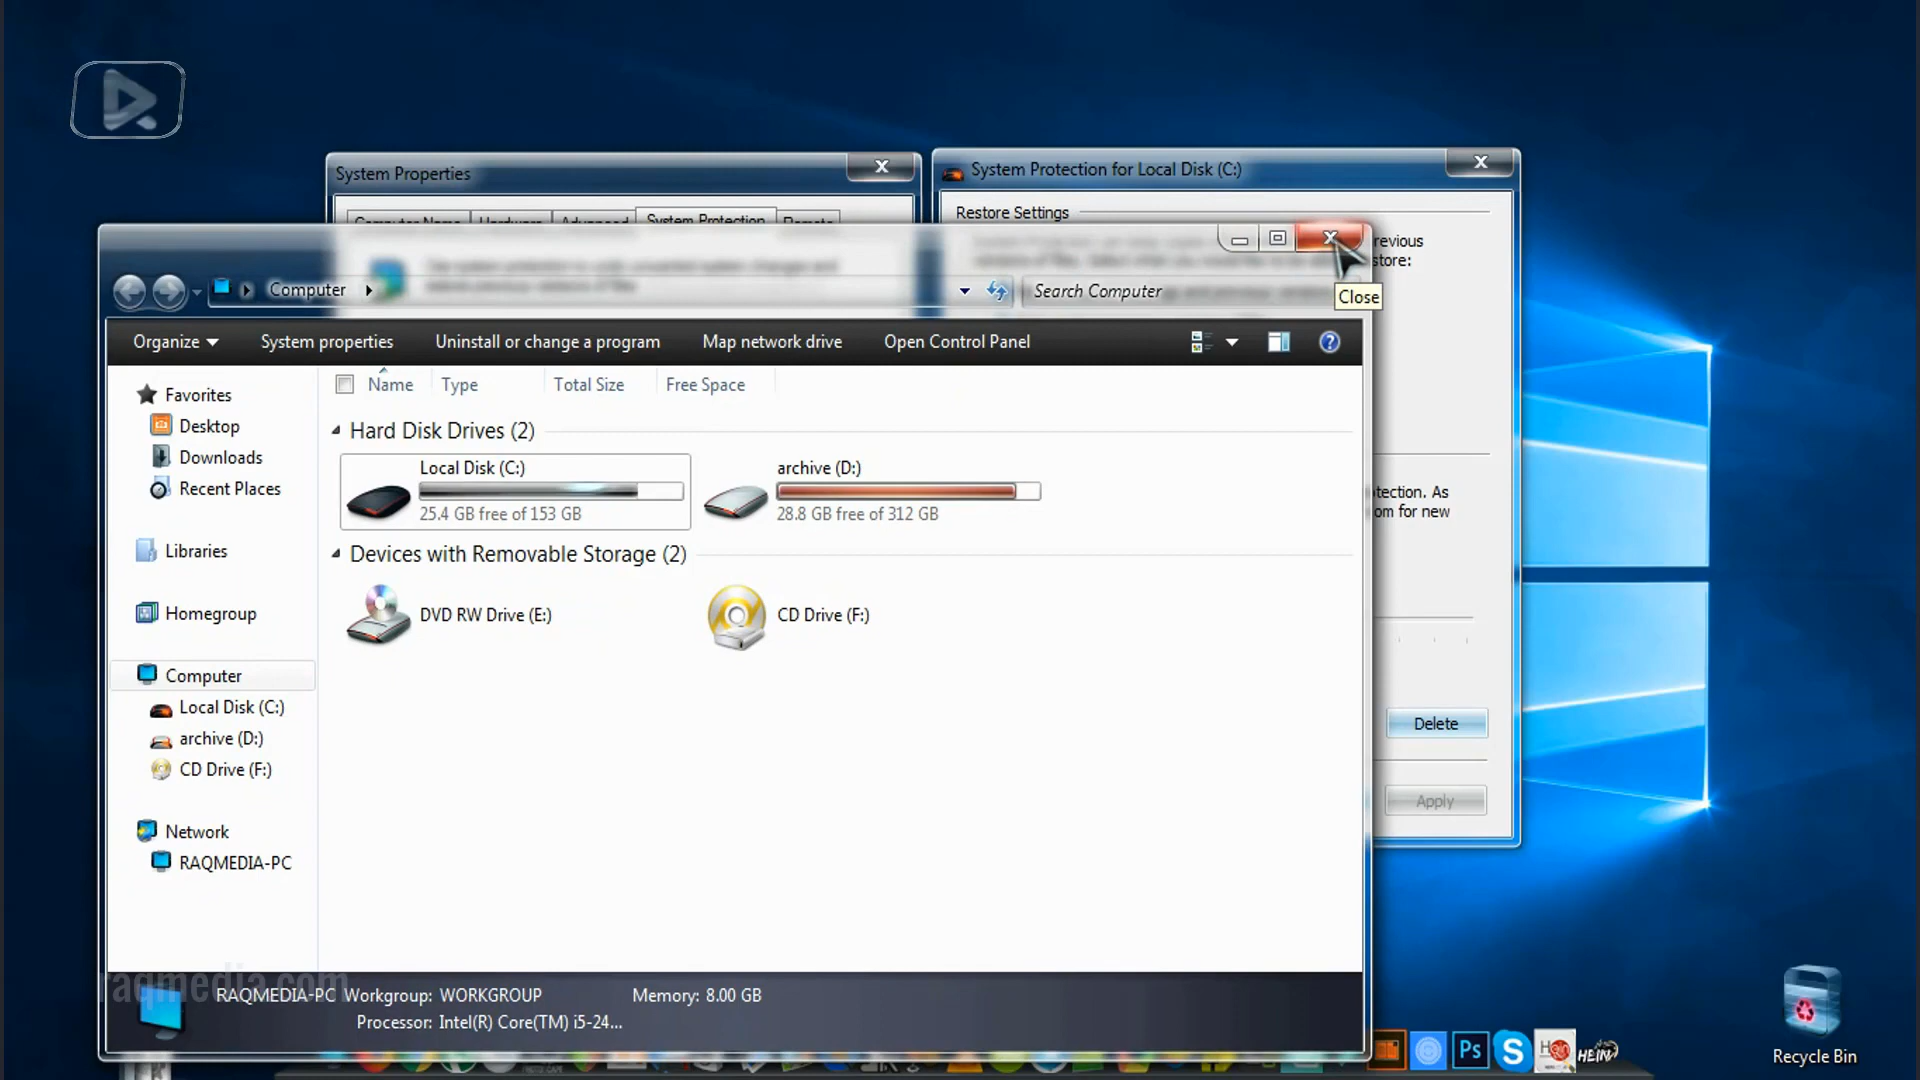 System Properties
Computer Name Hardware Advanced System Protection Remote
System Protection for Local Disk (C:)
Restore Settings
Computer
Search Computer
Close
Organize
System properties
Uninstall or change a program
Map network drive
Open Control Panel
Name
Type
Total Size
Free Space
Favorites
Desktop
Downloads
Recent Places
Libraries
Homegroup
Computer
Local Disk (C:)
archive (D:)
CD Drive (F:)
Network
RAQMEDIA-PC
Hard Disk Drives (2)
Local Disk (C:)
25.4 GB free of 153 GB
archive (D:)
28.8 GB free of 312 GB
Devices with Removable Storage (2)
DVD RW Drive (E:)
CD Drive (F:)
tection. As
om for new
Delete
Apply
raqmedia.com
RAQMEDIA-PC Workgroup: WORKGROUP
Memory: 8.00 GB
Processor: Intel(R) Core(TM) i5-24...
Ps
S
HEIN
Recycle Bin